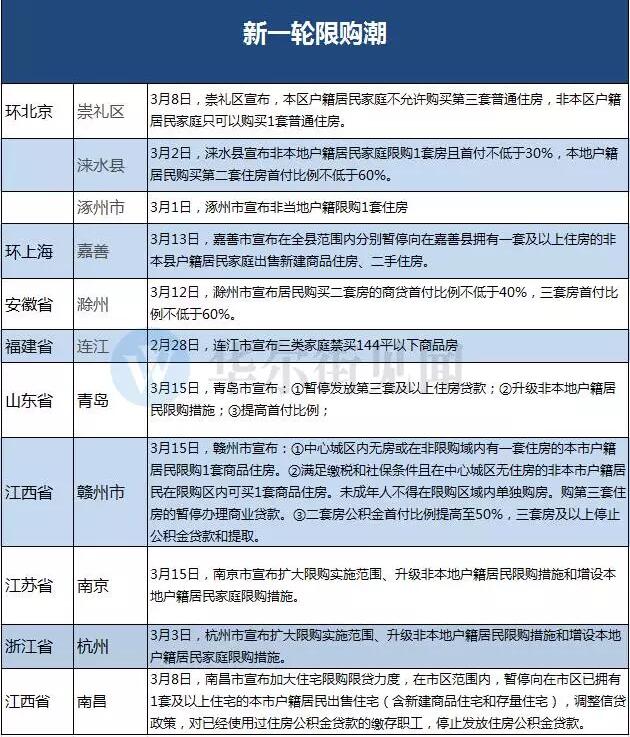 新一轮限购潮
环北京
崇礼区
3月8日，崇礼区宣布，本区户籍居民家庭不允许购买第三套普通住房，非本区户籍
居民家庭只可以购买1套普通住房。
涞水县
3月2日，涞水县宣布非本地户籍居民家庭限购1套房且首付不低于30%，本地户籍
居民购买第二套住房首付比例不低于60%。
涿州市
3月1日，涿州市宣布非当地户籍限购1套住房
环上海
嘉善
3月13日，嘉善市宣布在全县范围内分别暂停向在嘉善县拥有一套及以上住房的非
本县户籍居民家庭出售新建商品住房、二手住房。
安徽省
滁州
3月12日，滁州市宣布居民购买二套房的商贷首付比例不低于40%，三套房首付比
例不低于60%。
福建省
连江
2月28日，连江市宣布三类家庭禁买144平以下商品房
山东省
青岛
3月15日，青岛市宣布：①暂停发放第三套及以上住房贷款；②升级非本地户籍居
民限购措施；③提高首付比例；
江西省
赣州市
3月15日，赣州市宣布：①中心城区内无房或在非限购域内有一套住房的本市户籍
居民限购1套商品住房。②满足缴税和社保条件且在中心城区无住房的非本市户籍居
民在限购区内可买1套商品住房。未成年人不得在限购区域内单独购房。购第三套住
房的暂停办理商业贷款。③二套房公积金首付比例提高至50%，三套房及以上停止
公积金贷款和提取。
江苏省
南京
3月15日，南京市宣布扩大限购实施范围、升级非本地户籍居民限购措施和增设本
地户籍居民家庭限购措施。
浙江省
杭州
3月3日，杭州市宣布扩大限购实施范围、升级非本地户籍居民限购措施和增设本地
户籍居民家庭限购措施。
江西省
南昌
3月8日，南昌市宣布加大住宅限购限贷力度，在市区范围内，暂停向在市区已拥有
1套及以上住宅的本市户籍居民出售住宅（含新建商品住宅和存量住宅），调整信贷
政策，对已经使用过住房公积金贷款的缴存职工，停止发放住房公积金贷款。
华尔街见闻